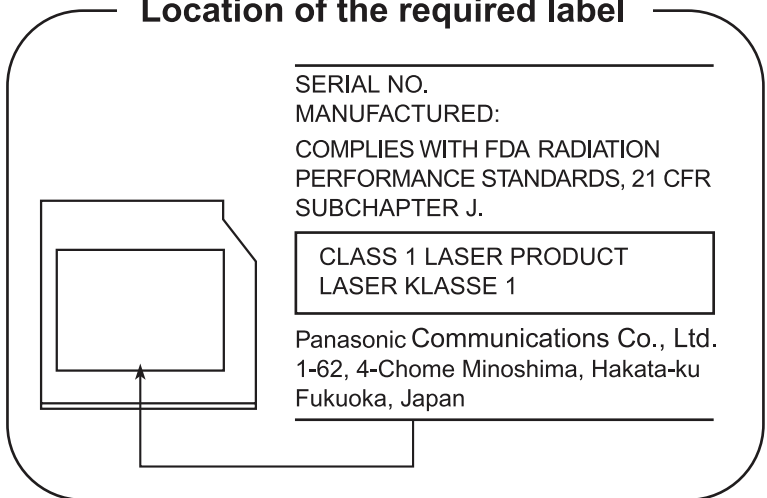 Location of the required label
SERIAL NO.
MANUFACTURED:
COMPLIES WITH FDA RADIATION
PERFORMANCE STANDARDS, 21 CFR
SUBCHAPTER J.
CLASS 1 LASER PRODUCT
LASER KLASSE 1
Panasonic Communications Co., Ltd.
1-62, 4-Chome Minoshima, Hakata-ku
Fukuoka, Japan